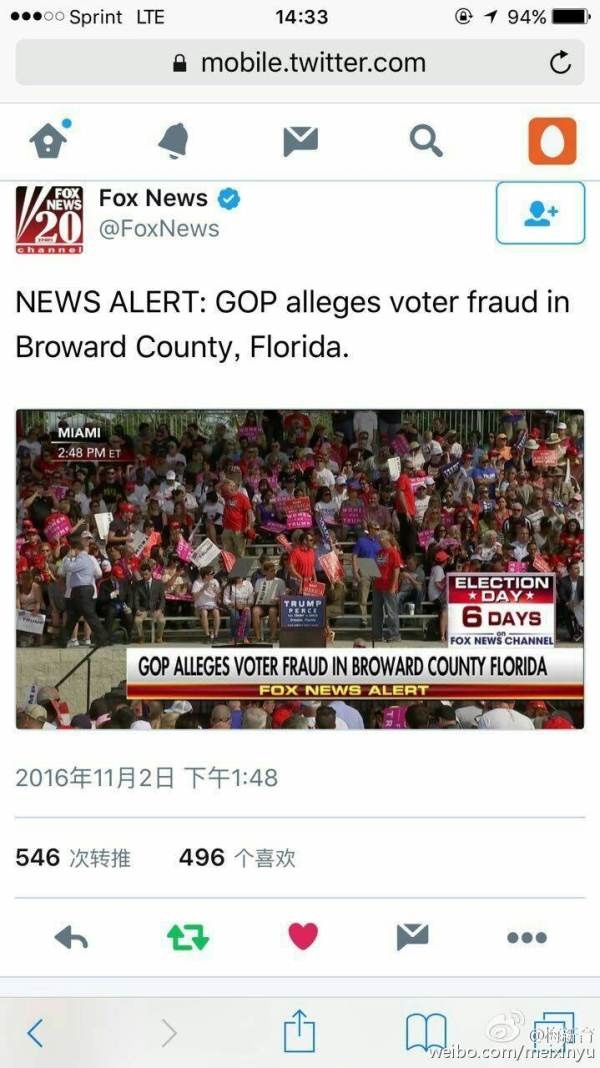 Sprint LTE 14:33 94%
mobile.twitter.com
FOX
NEWS
20
YEARS
channel
Fox News
@FoxNews
NEWS ALERT: GOP alleges voter fraud in
Broward County, Florida.
MIAMI
2:48 PM ET
TRUMP
PENCE
ELECTION
DAY
6 DAYS
on
FOX NEWS CHANNEL
GOP ALLEGES VOTER FRAUD IN BROWARD COUNTY FLORIDA
FOX NEWS ALERT
2016年11月2日 下午1:48
546 次转推 496 个喜欢
weibo.com/meixinyu